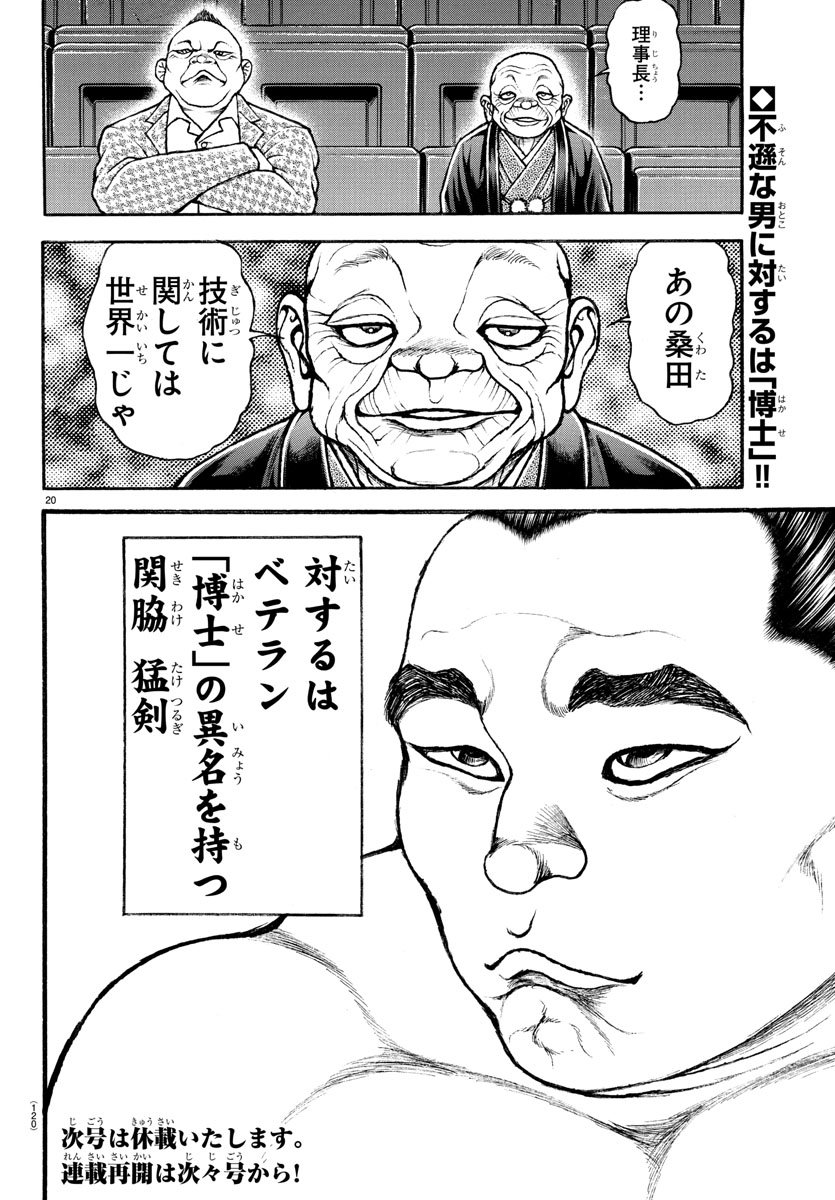 理事長…
◆不遜な男に対するは「博士」!!
あの桑田
技術に
関しては
世界一じゃ
20
対するは
ベテラン
「博士」の異名を持つ
関脇 猛剣
次号は休載いたします。
連載再開は次々号から!
(120)